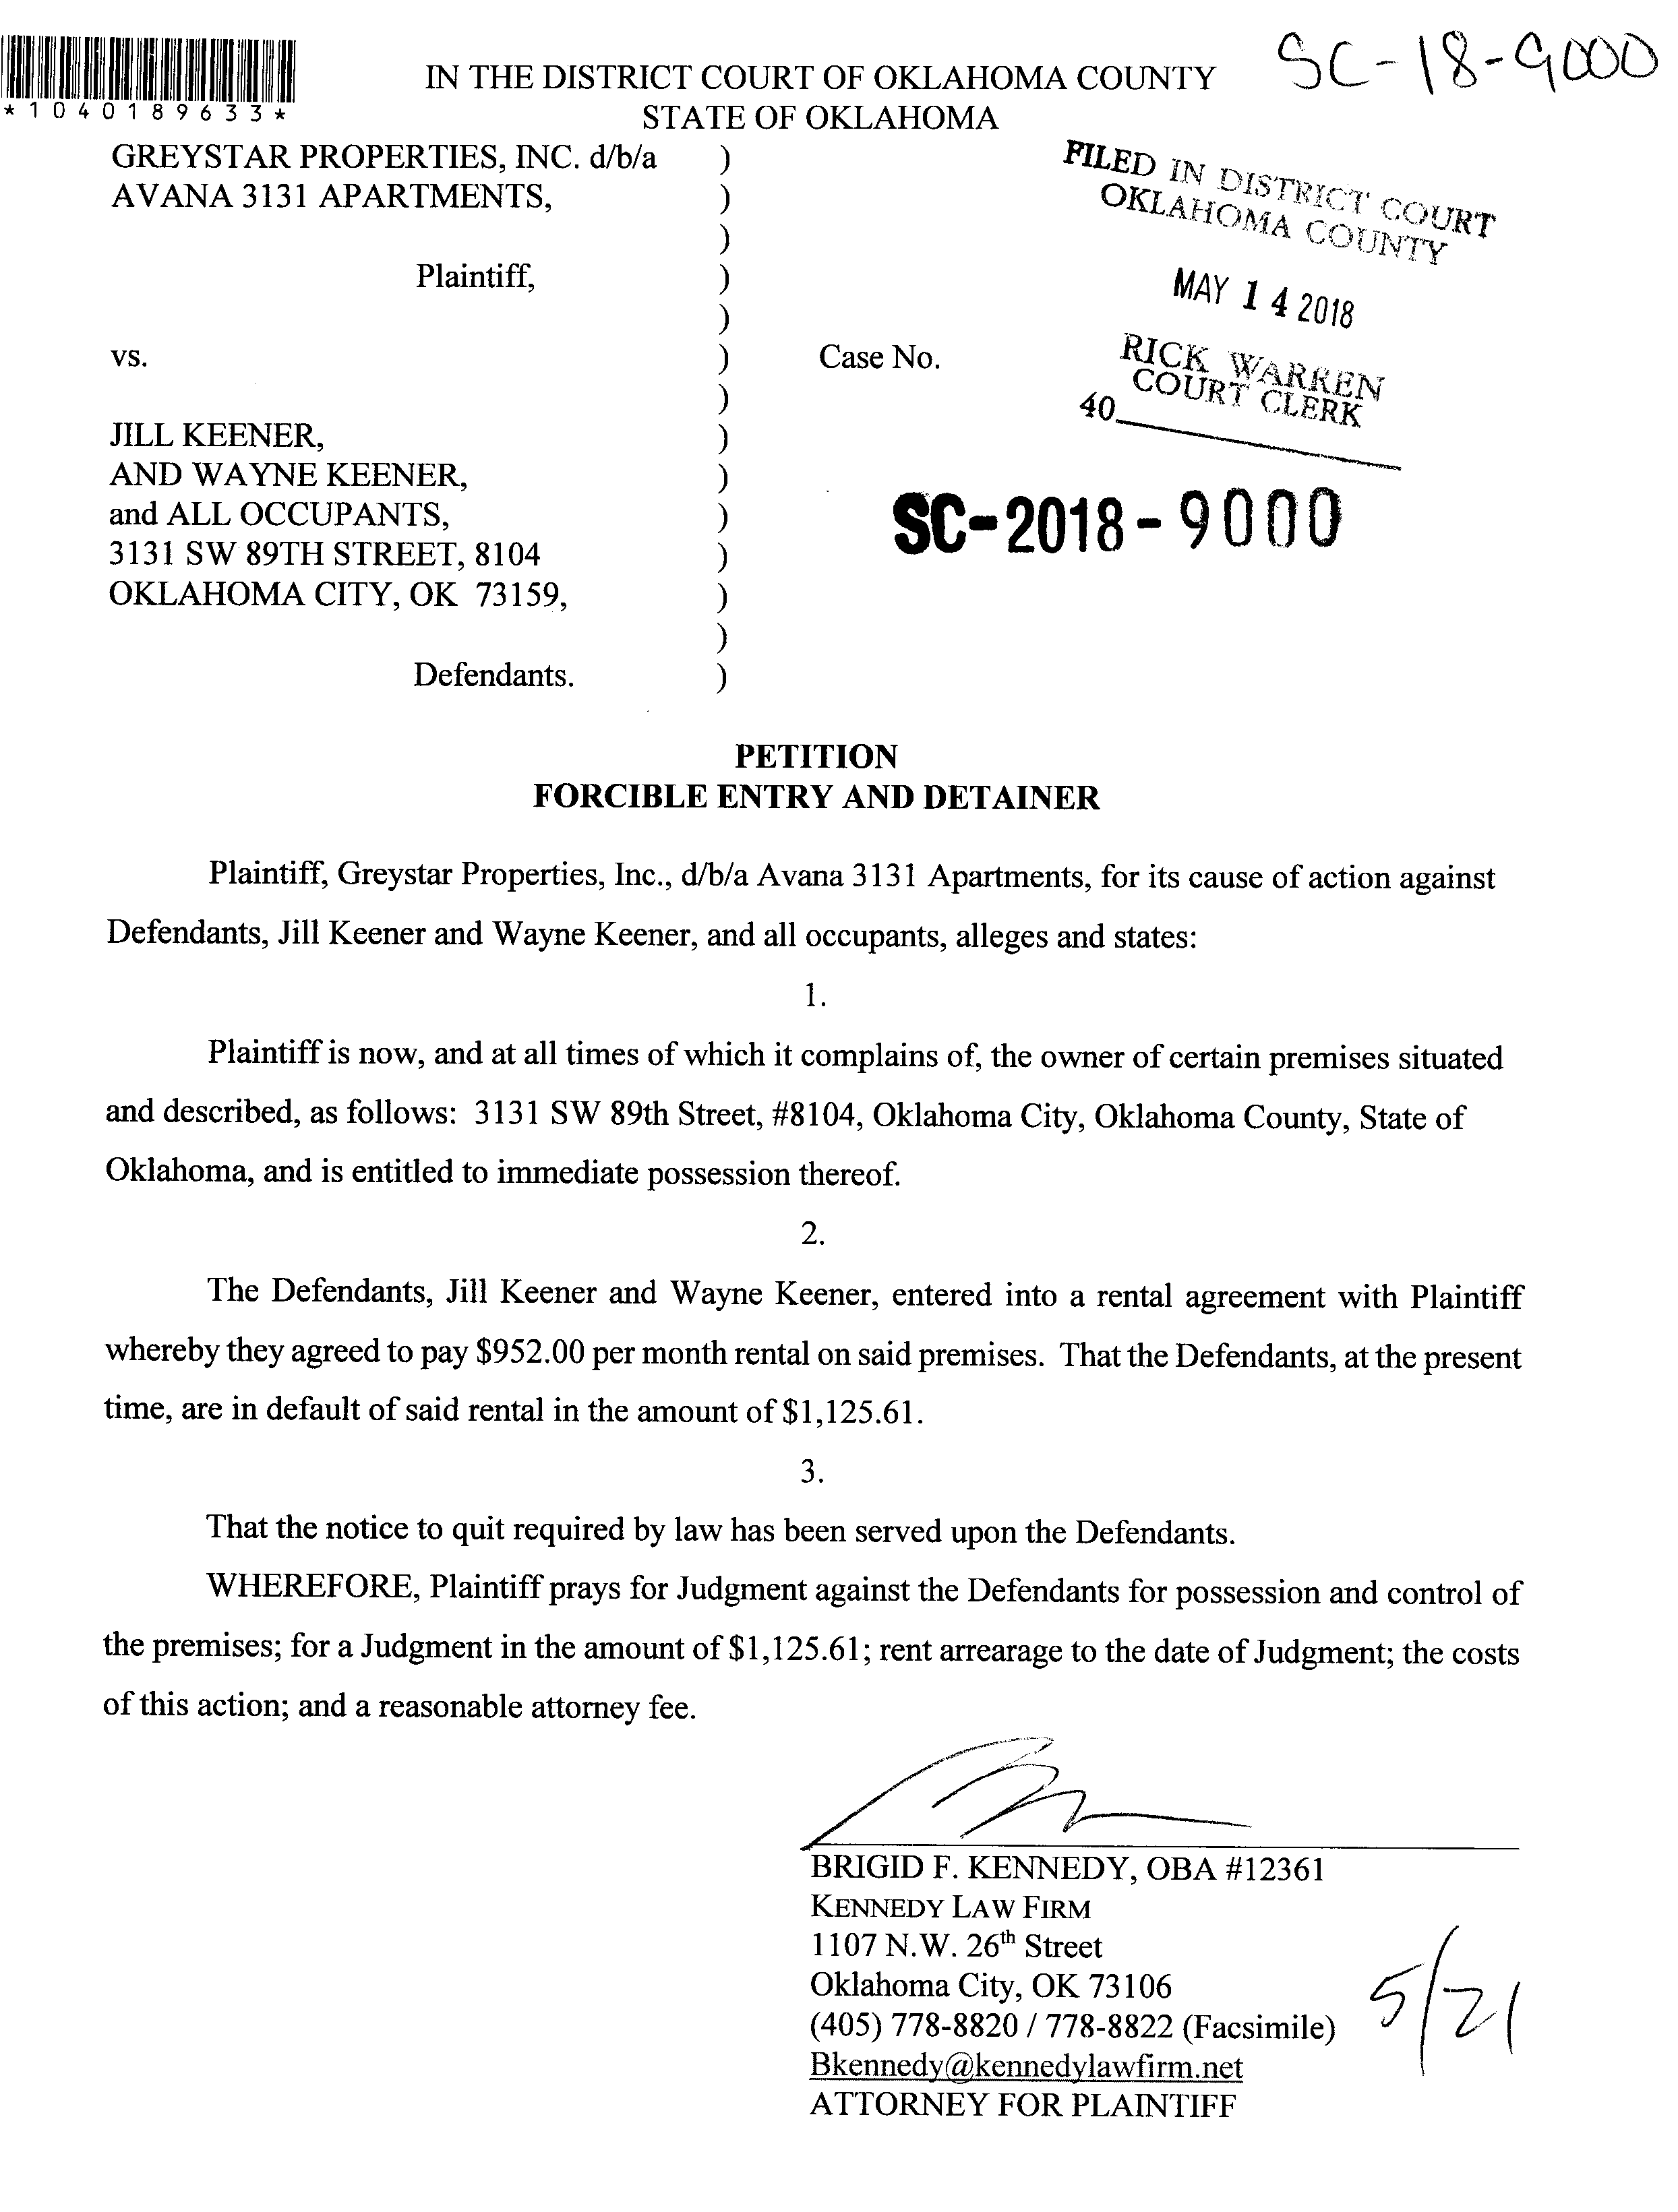 SC-18-9000
IN THE DISTRICT COURT OF OKLAHOMA COUNTY
*1040189633*
STATE OF OKLAHOMA
GREYSTAR PROPERTIES, INC. d/b/a )
AVANA 3131 APARTMENTS, )
)
Plaintiff, )
)
vs. ) Case No.
)
JILL KEENER, )
AND WAYNE KEENER, )
and ALL OCCUPANTS, )
3131 SW 89TH STREET, 8104 )
OKLAHOMA CITY, OK 73159, )
)
Defendants. )
FILED IN DISTRICT COURT
OKLAHOMA COUNTY
MAY 14 2018
RICK WARREN
COURT CLERK
40
SC-2018-9000
PETITION
FORCIBLE ENTRY AND DETAINER
Plaintiff, Greystar Properties, Inc., d/b/a Avana 3131 Apartments, for its cause of action against
Defendants, Jill Keener and Wayne Keener, and all occupants, alleges and states:
1.
Plaintiff is now, and at all times of which it complains of, the owner of certain premises situated
and described, as follows: 3131 SW 89th Street, #8104, Oklahoma City, Oklahoma County, State of
Oklahoma, and is entitled to immediate possession thereof.
2.
The Defendants, Jill Keener and Wayne Keener, entered into a rental agreement with Plaintiff
whereby they agreed to pay $952.00 per month rental on said premises. That the Defendants, at the present
time, are in default of said rental in the amount of $1,125.61.
3.
That the notice to quit required by law has been served upon the Defendants.
WHEREFORE, Plaintiff prays for Judgment against the Defendants for possession and control of
the premises; for a Judgment in the amount of $1,125.61; rent arrearage to the date of Judgment; the costs
of this action; and a reasonable attorney fee.
BRIGID F. KENNEDY, OBA #12361
KENNEDY LAW FIRM
1107 N.W. 26th Street
Oklahoma City, OK 73106
(405) 778-8820 / 778-8822 (Facsimile)
Bkennedy@kennedylawfirm.net
ATTORNEY FOR PLAINTIFF
5/21